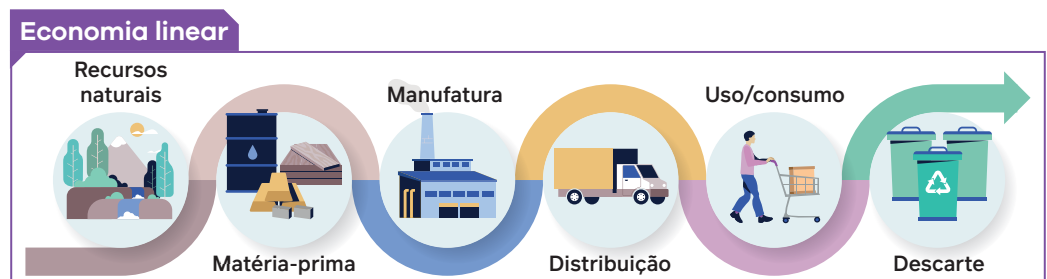 Economia linear
Recursos
naturais
Matéria-prima
Manufatura
Distribuição
Uso/consumo
Descarte